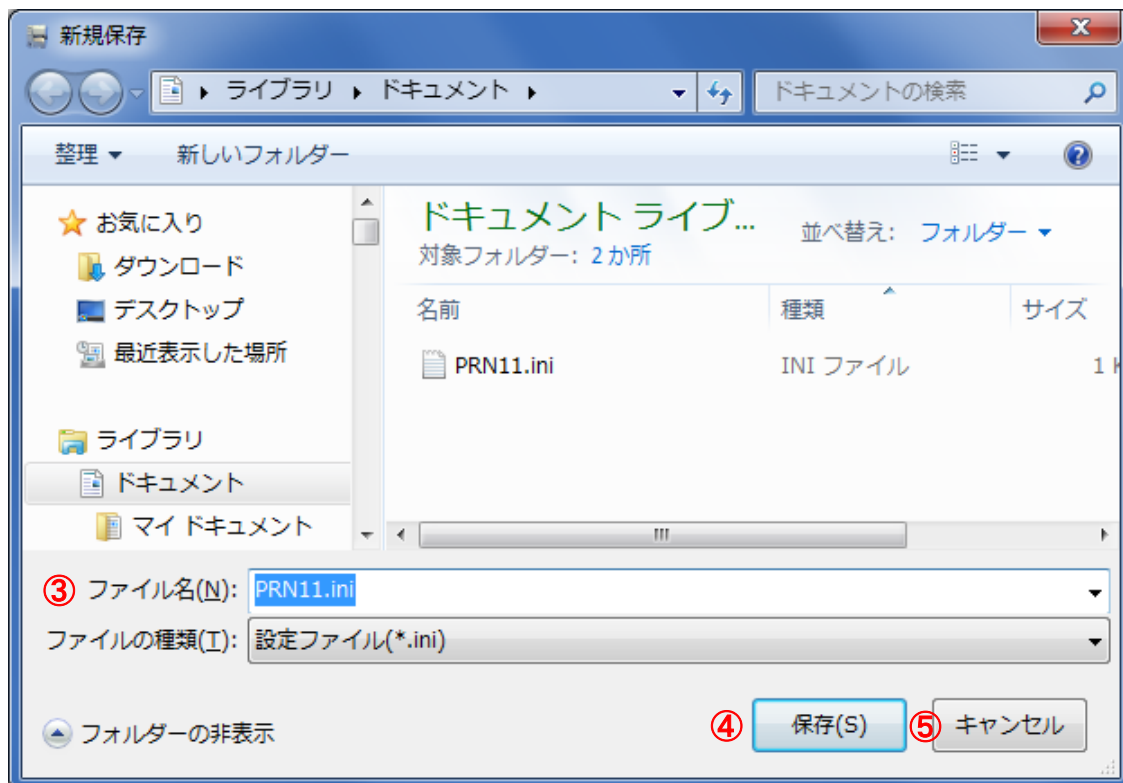 新規保存
ライブラリ ドキュメント ドキュメントの検索
整理 新しいフォルダー
お気に入り
ダウンロード
デスクトップ
最近表示した場所
ライブラリ
ドキュメント
マイ ドキュメント
ドキュメント ライブ...
対象フォルダー: 2 か所
並べ替え: フォルダー
名前 種類 サイズ
PRN11.ini INI ファイル 1 K
③ ファイル名(N): PRN11.ini
ファイルの種類(T): 設定ファイル(*.ini)
フォルダーの非表示 ④ 保存(S) ⑤ キャンセル